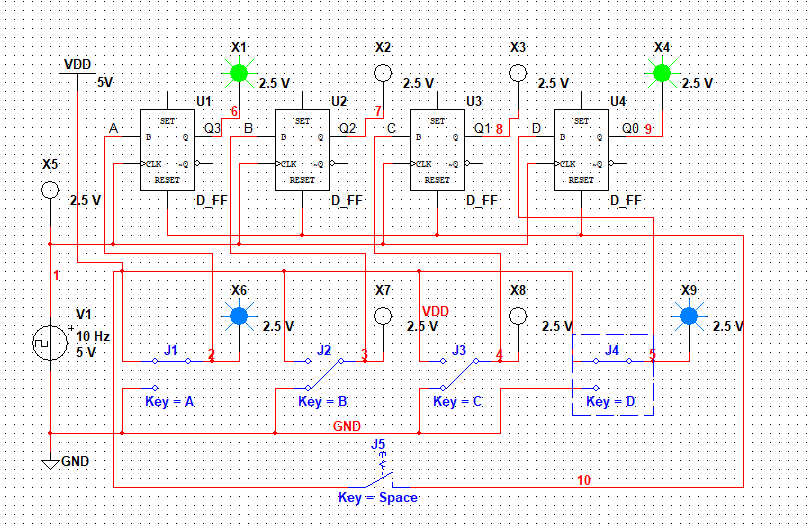 X1 X2 X3 X4
VDD
5V 2.5 V 2.5 V 2.5 V 2.5 V
U1 U2 U3 U4
6 7
SET SET SET SET
A D Q Q3 B D Q Q2 C D Q Q1 8 D D Q Q0 9
X5
CLK ~Q CLK ~Q CLK ~Q CLK ~Q
RESET RESET RESET RESET
2.5 V D_FF D_FF D_FF D_FF
1
X6 X7 X8 X9
V1 VDD
+
10 Hz 2.5 V 2.5 V 2.5 V 2.5 V
5 V J1 2 J2 3 J3 4 J4 5
Key = A Key = B Key = C Key = D
GND
J5
GND
10
Key = Space